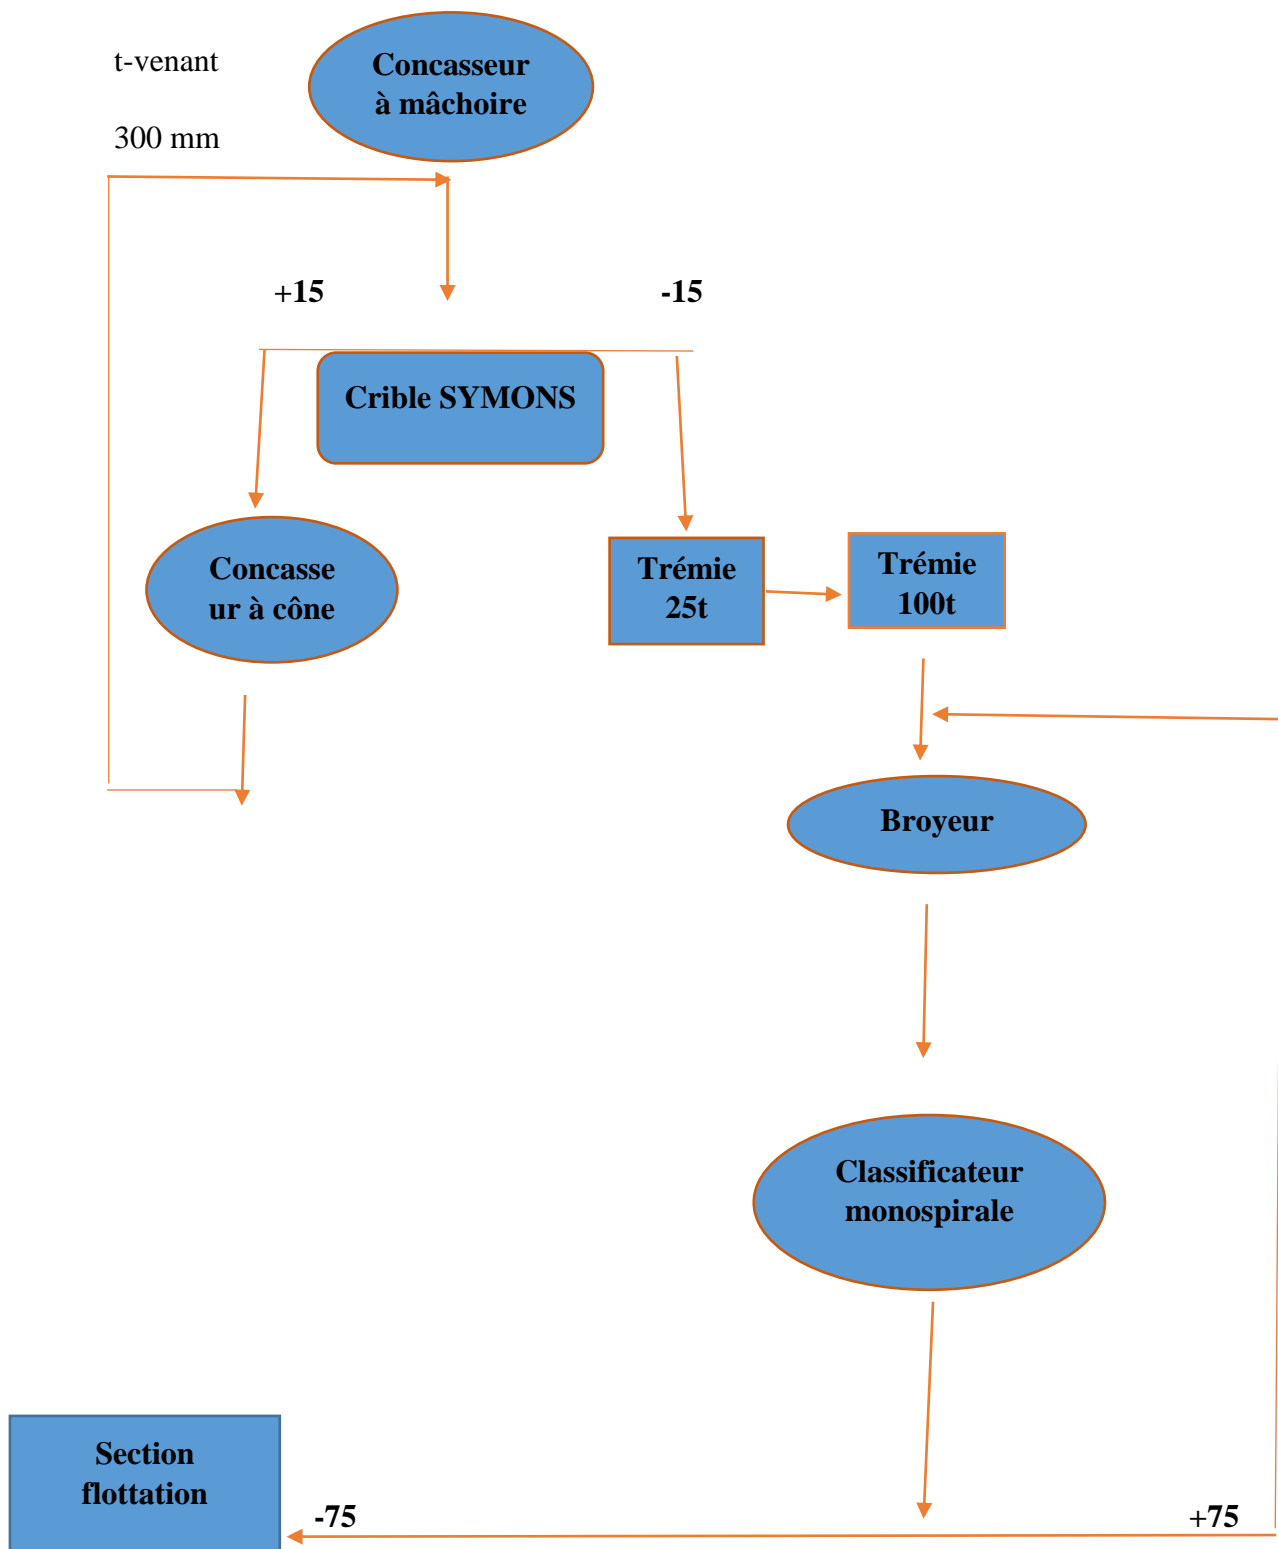 t-venant
300 mm
Concasseur
à mâchoire
+15
-15
Crible SYMONS
Concasse
ur à cône
Trémie
25t
Trémie
100t
Broyeur
Classificateur
monospirale
Section
flottation
-75
+75